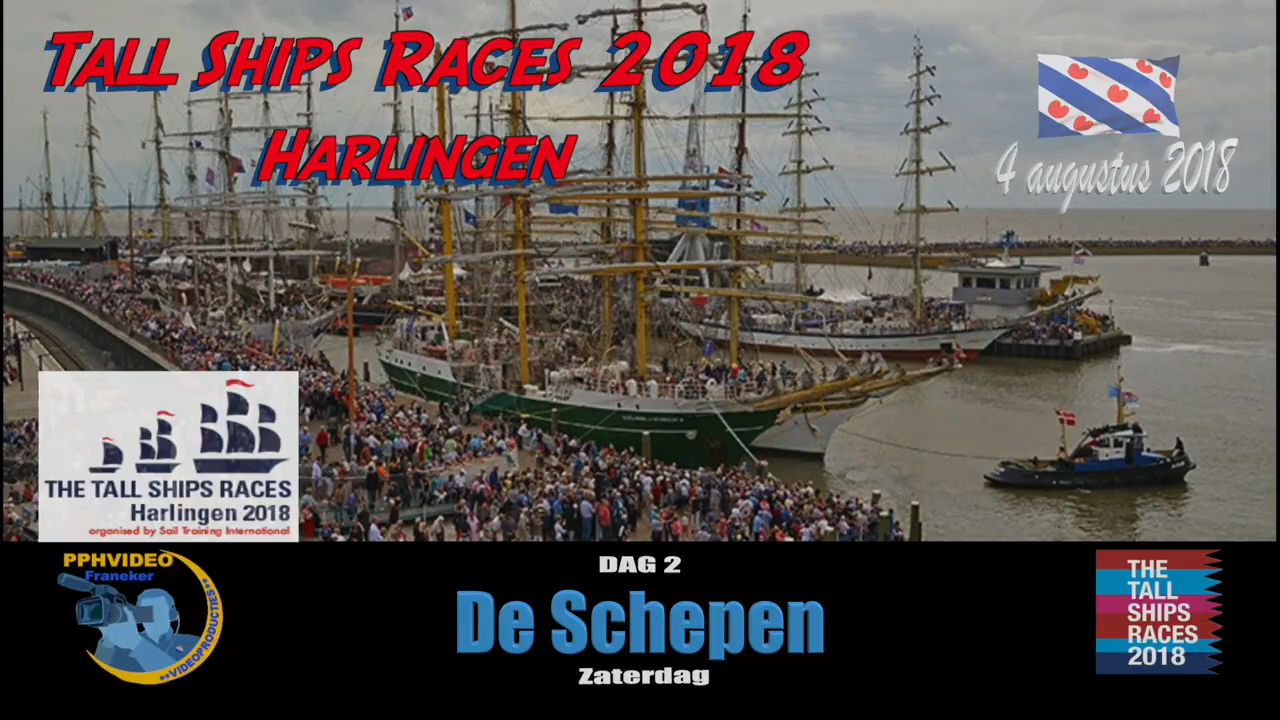 Tall Ships Races 2018
Harlingen
4 augustus 2018
THE TALL SHIPS RACES
Harlingen 2018
organised by Sail Training International
PPHVIDEO
Franeker
VIDEOPRODUCTIES
DAG 2
De Schepen
Zaterdag
THE
TALL
SHIPS
RACES
2018